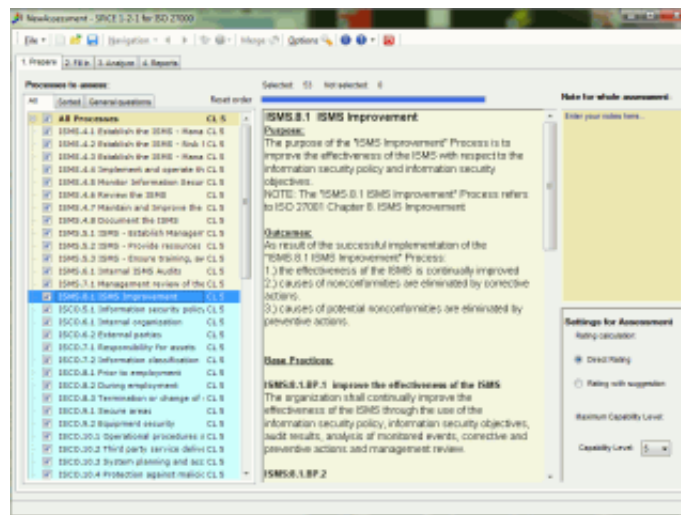 NewAssessment - SPICE 1-2-1 for ISO 27000
File Navigation Merge Options
1. Prepare 2. Fill in 3. Analyze 4. Reports
Processes to assess:
All Sorted General questions Reset order
All Processes CL 5
ISMS.4.1 Establish the ISMS - Mana CL 5
ISMS.4.2 Establish the ISMS - Risk I CL 5
ISMS.4.3 Establish the ISMS - Mana CL 5
ISMS.4.4 Implement and operate th CL 5
ISMS.4.5 Monitor Information Secur CL 5
ISMS.4.6 Review the ISMS CL 5
ISMS.4.7 Maintain and Improve the CL 5
ISMS.4.8 Document the ISMS CL 5
ISMS.5.1 ISMS - Establish Managem CL 5
ISMS.5.2 ISMS - Provide resources CL 5
ISMS.5.3 ISMS - Ensure training, aw CL 5
ISMS.6.1 Internal ISMS Audits CL 5
ISMS.7.1 Management review of the CL 5
ISMS.8.1 ISMS Improvement CL 5
ISCO.5.1 Information security policy CL 5
ISCO.6.1 Internal organization CL 5
ISCO.6.2 External parties CL 5
ISCO.7.1 Responsibility for assets CL 5
ISCO.7.2 Information classification CL 5
ISCO.8.1 Prior to employment CL 5
ISCO.8.2 During employment CL 5
ISCO.8.3 Termination or change of CL 5
ISCO.9.1 Secure areas CL 5
ISCO.9.2 Equipment security CL 5
ISCO.10.1 Operational procedures a CL 5
ISCO.10.2 Third party service delive CL 5
ISCO.10.3 System planning and acc CL 5
ISCO.10.4 Protection against malicic CL 5
Selected: 53 Not selected: 0
ISMS.8.1 ISMS Improvement
Purpose:
The purpose of the "ISMS Improvement" Process is to
improve the effectiveness of the ISMS with respect to the
information security policy and information security
objectives.
NOTE: The "ISMS.8.1 ISMS Improvement" Process refers
to ISO 27001 Chapter 8. ISMS Improvement
Outcomes:
As result of the successful implementation of the
"ISMS.8.1 ISMS Improvement" Process:
1.) the effectiveness of the ISMS is continually improved
2.) causes of nonconformities are eliminated by corrective
actions.
3.) causes of potential nonconformities are eliminated by
preventive actions.
Base Practices:
ISMS.8.1.BP.1 improve the effectiveness of the ISMS
The organization shall continually improve the
effectiveness of the ISMS through the use of the
information security policy, information security objectives,
audit results, analysis of monitored events, corrective and
preventive actions and management review.
ISMS.8.1.BP.2
Note for whole assessment:
Enter your notes here...
Settings for Assessment
Rating calculation:
Direct Rating
Rating with suggestion
Maximum Capability Level:
Capability Level: 5